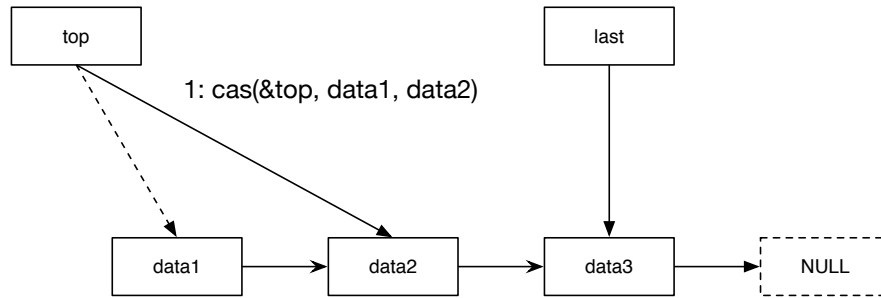 top
last
1: cas(&top, data1, data2)
data1
data2
data3
NULL